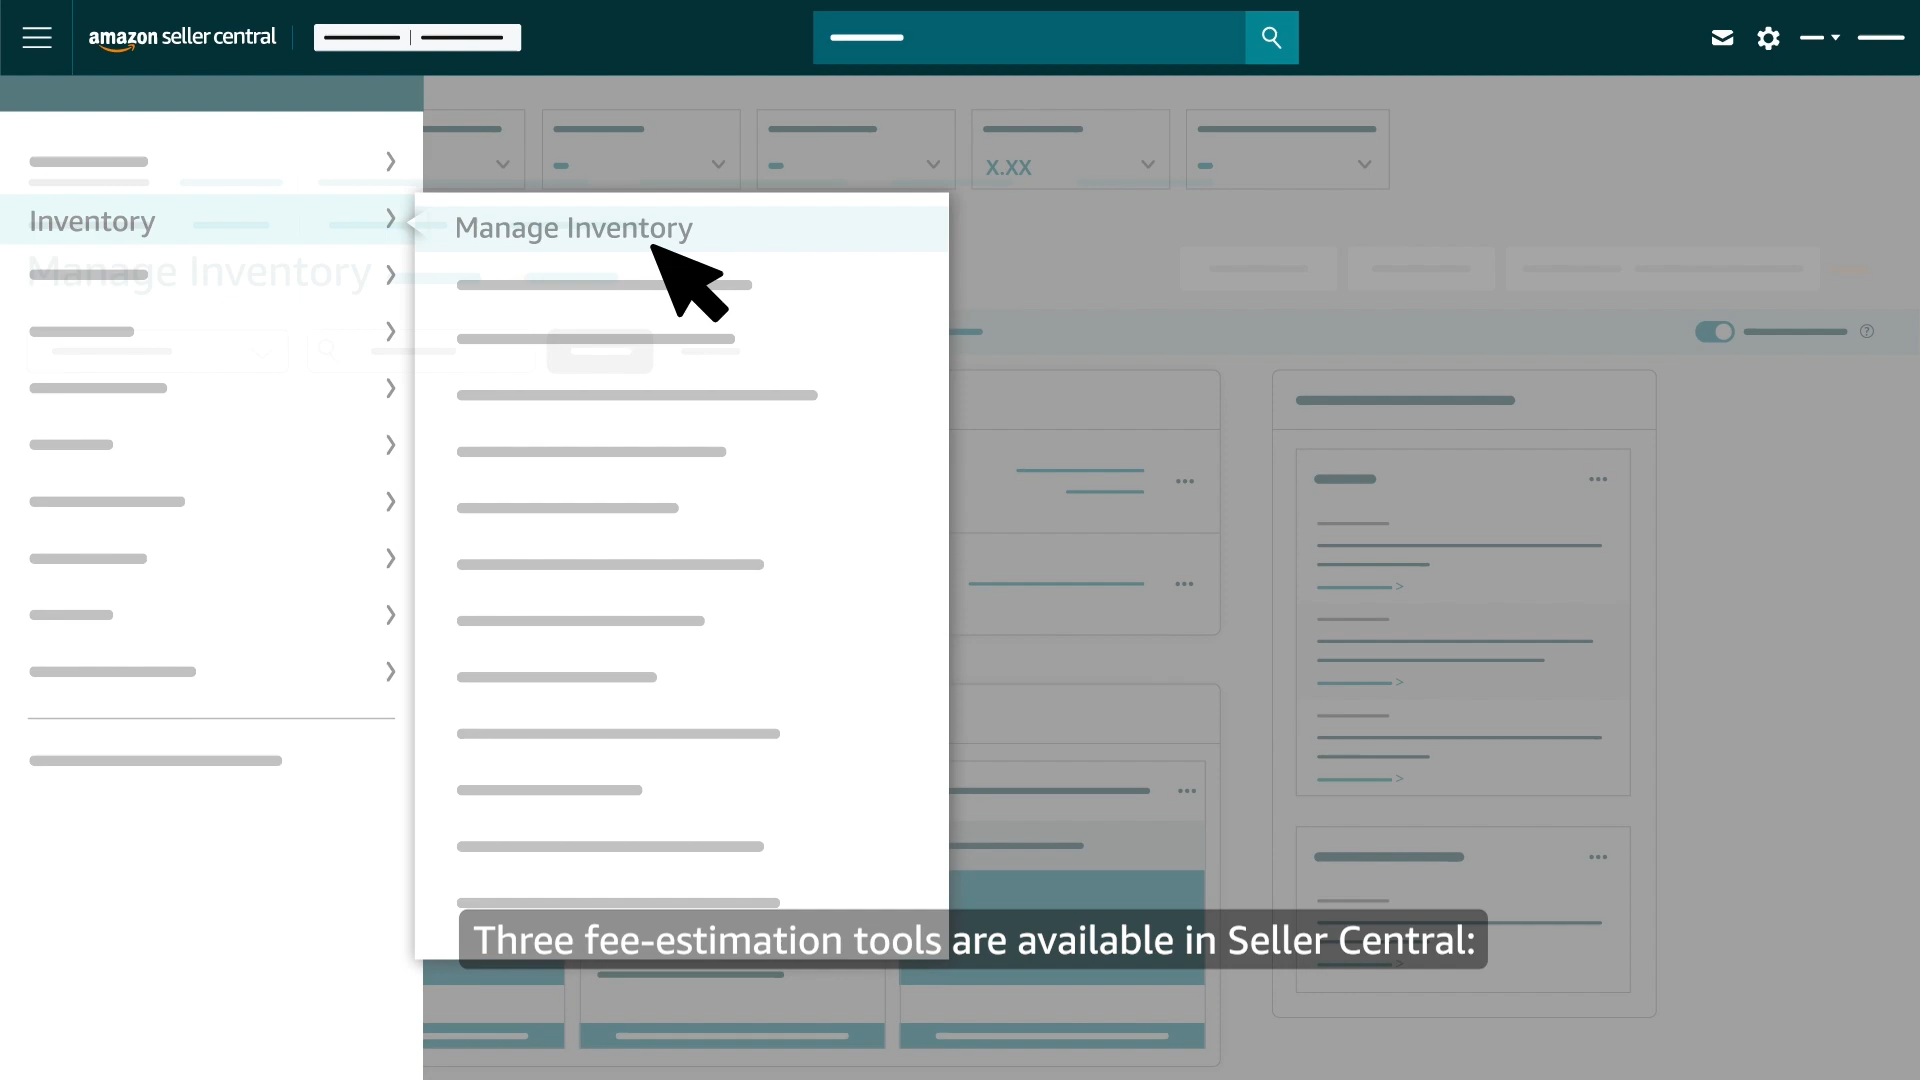 amazon seller central
X.XX
Inventory
Manage Inventory
Manage Inventory
Three fee-estimation tools are available in Seller Central: